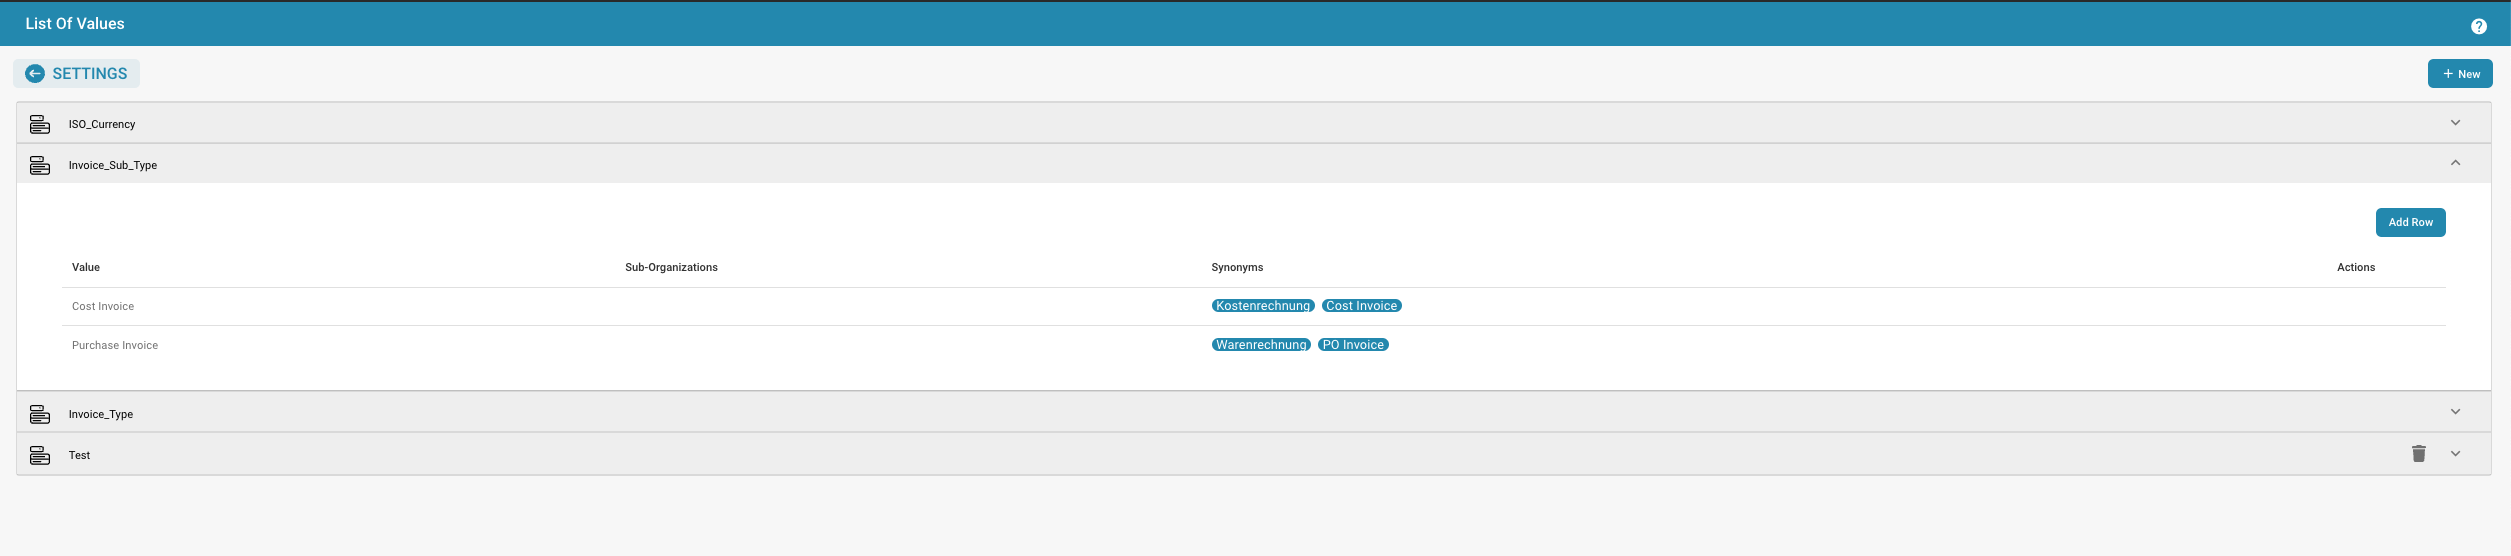 List Of Values
?
SETTINGS
+ New
ISO_Currency
Invoice_Sub_Type
Add Row
Value Sub-Organizations Synonyms Actions
Cost Invoice Kostenrechnung Cost Invoice
Purchase Invoice Warenrechnung PO Invoice
Invoice_Type
Test